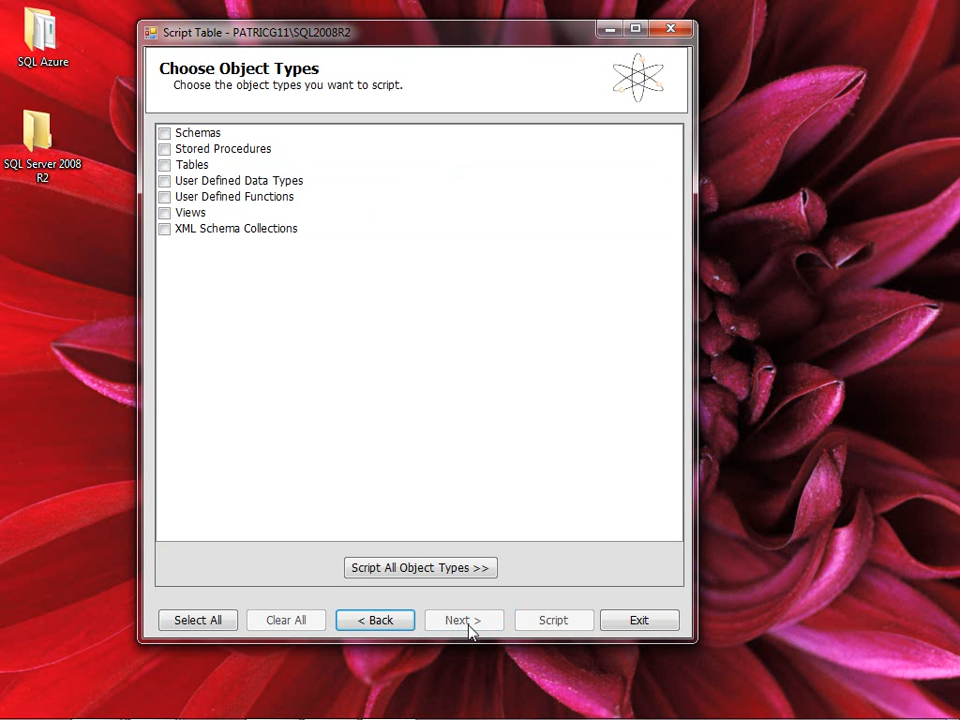 SQL Azure
SQL Server 2008
R2
Script Table - PATRICG11\SQL2008R2
Choose Object Types
Choose the object types you want to script.
Schemas
Stored Procedures
Tables
User Defined Data Types
User Defined Functions
Views
XML Schema Collections
Script All Object Types >>
Select All
Clear All
< Back
Next >
Script
Exit